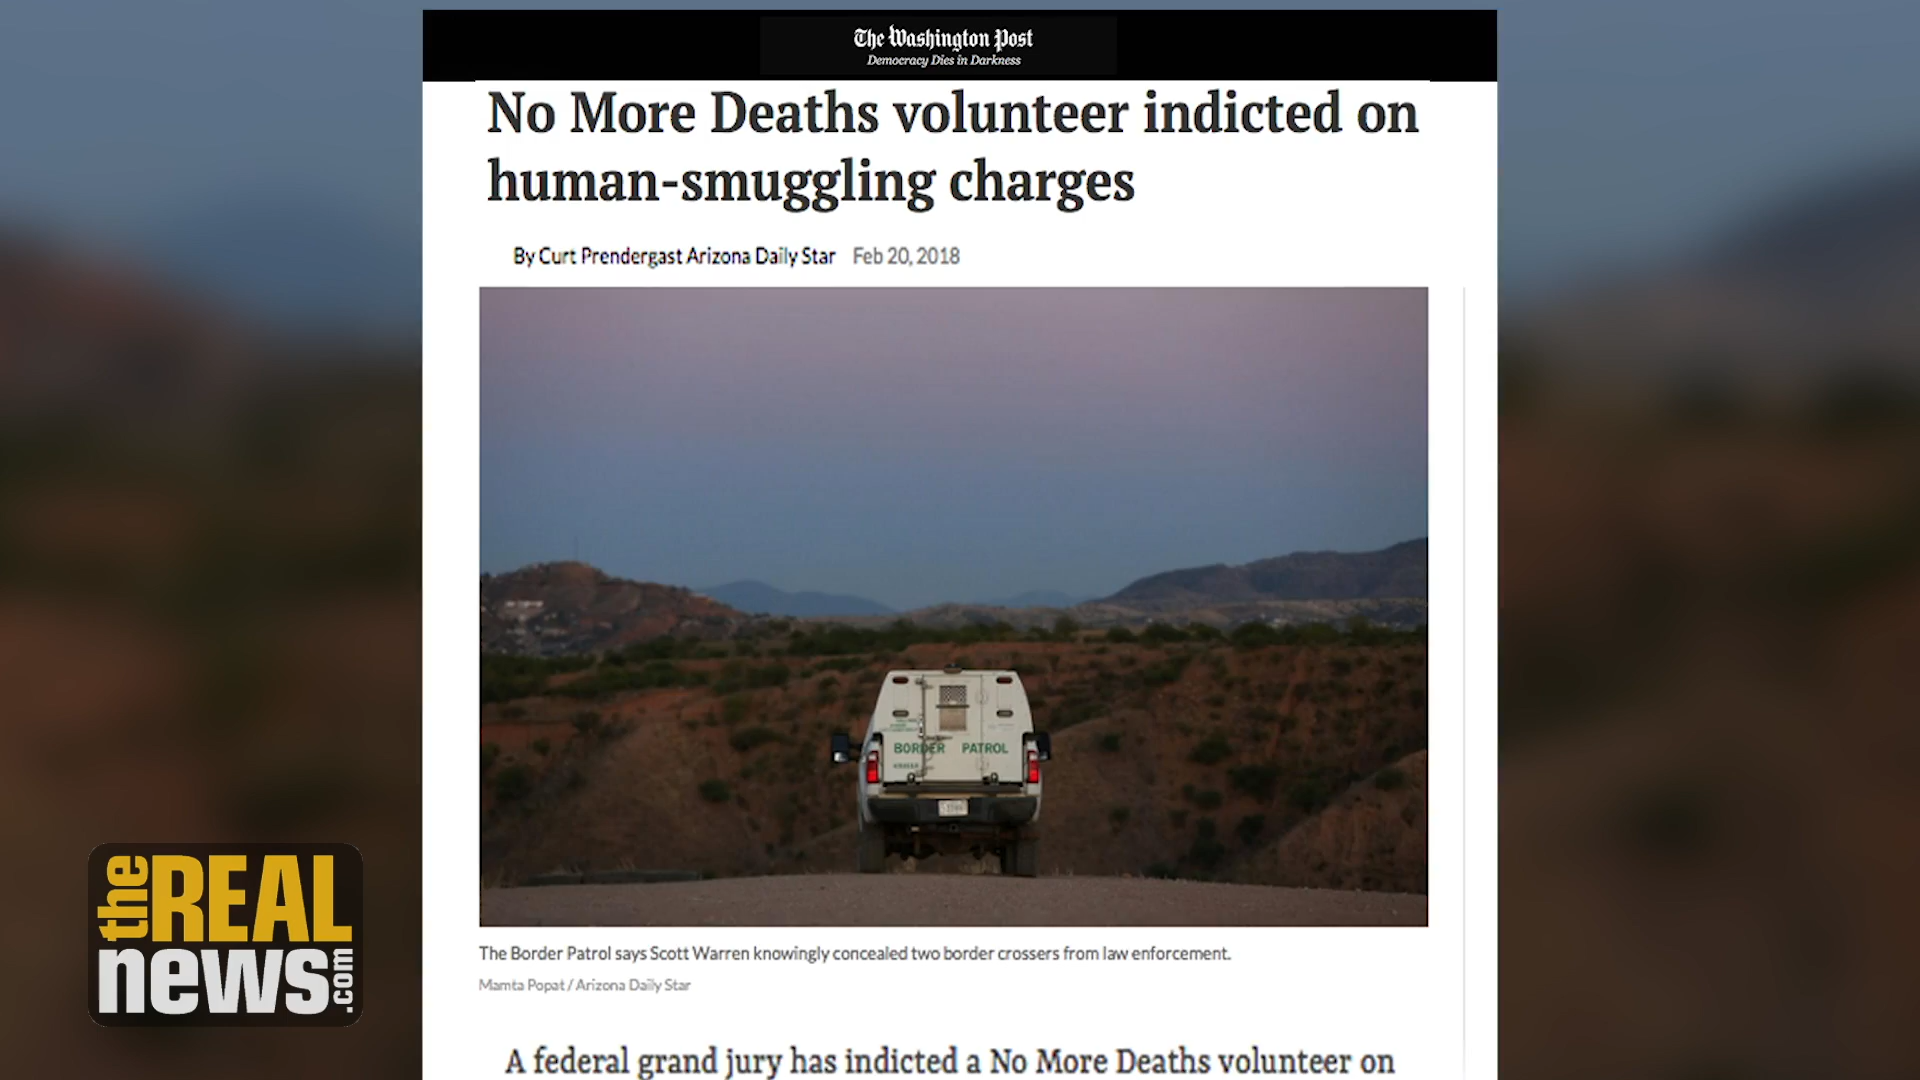 The Washington Post
Democracy Dies in Darkness
No More Deaths volunteer indicted on
human-smuggling charges
By Curt Prendergast Arizona Daily Star Feb 20, 2018
BORDER PATROL
The Border Patrol says Scott Warren knowingly concealed two border crossers from law enforcement.
Mamta Popat / Arizona Daily Star
the REAL
news.com
A federal grand jury has indicted a No More Deaths volunteer on